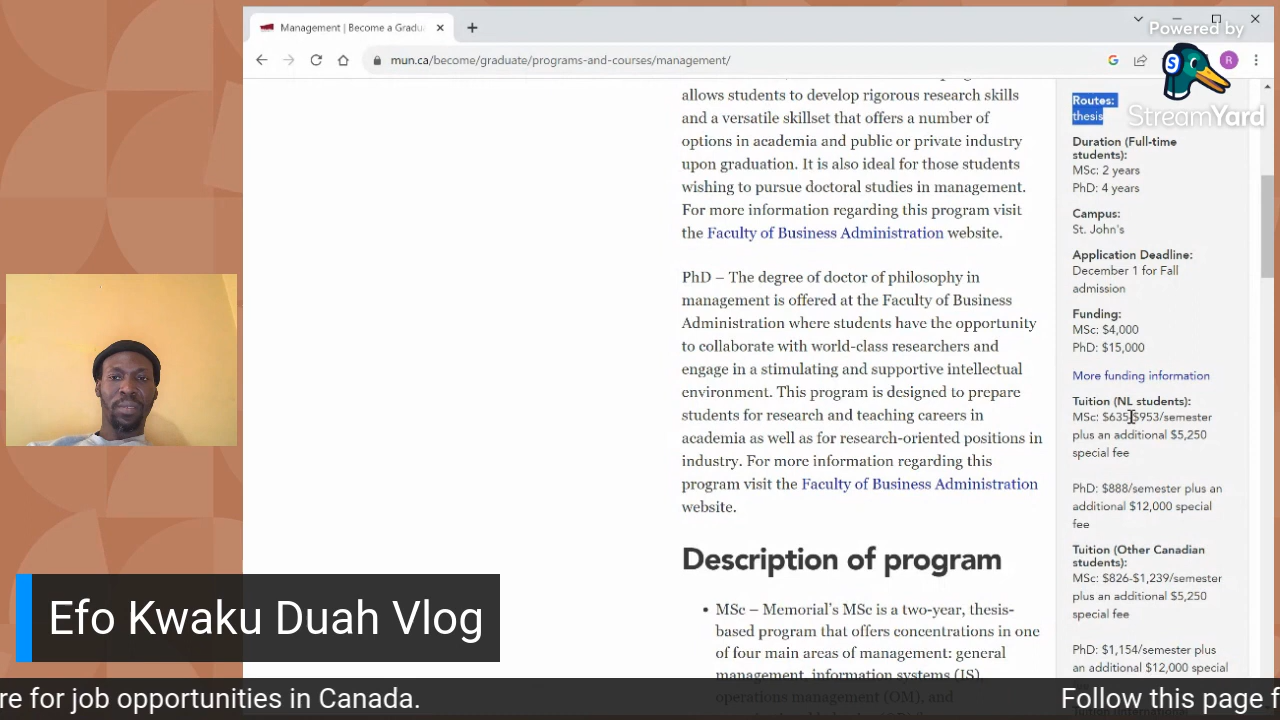 Management | Become a Gradu
mun.ca/become/graduate/programs-and-courses/management/
R
Powered by
S
StreamYard
allows students to develop rigorous research skills
and a versatile skillset that offers a number of
options in academia and public or private industry
upon graduation. It is also ideal for those students
wishing to pursue doctoral studies in management.
For more information regarding this program visit
the Faculty of Business Administration website.
PhD – The degree of doctor of philosophy in
management is offered at the Faculty of Business
Administration where students have the opportunity
to collaborate with world-class researchers and
engage in a stimulating and supportive intellectual
environment. This program is designed to prepare
students for research and teaching careers in
academia as well as for research-oriented positions in
industry. For more information regarding this
program visit the Faculty of Business Administration
website.
Description of program
• MSc – Memorial's MSc is a two-year, thesis-
based program that offers concentrations in one
of four main areas of management: general
management, information systems (IS),
operations management (OM), and
Routes:
thesis
Duration (Full-time
students):
MSc: 2 years
PhD: 4 years
Campus:
St. John's
Application Deadline:
December 1 for Fall
admission
Funding:
MSc: $4,000
PhD: $15,000
More funding information
Tuition (NL students):
MSc: $635-$953/semester
plus an additional $5,250
special fee
PhD: $888/semester plus an
additional $12,000 special
fee
Tuition (Other Canadian
students):
MSc: $826-$1,239/semester
plus an additional $5,250
special fee
PhD: $1,154/semester plus
an additional $12,000 special
Efo Kwaku Duah Vlog
re for job opportunities in Canada.
Follow this page f